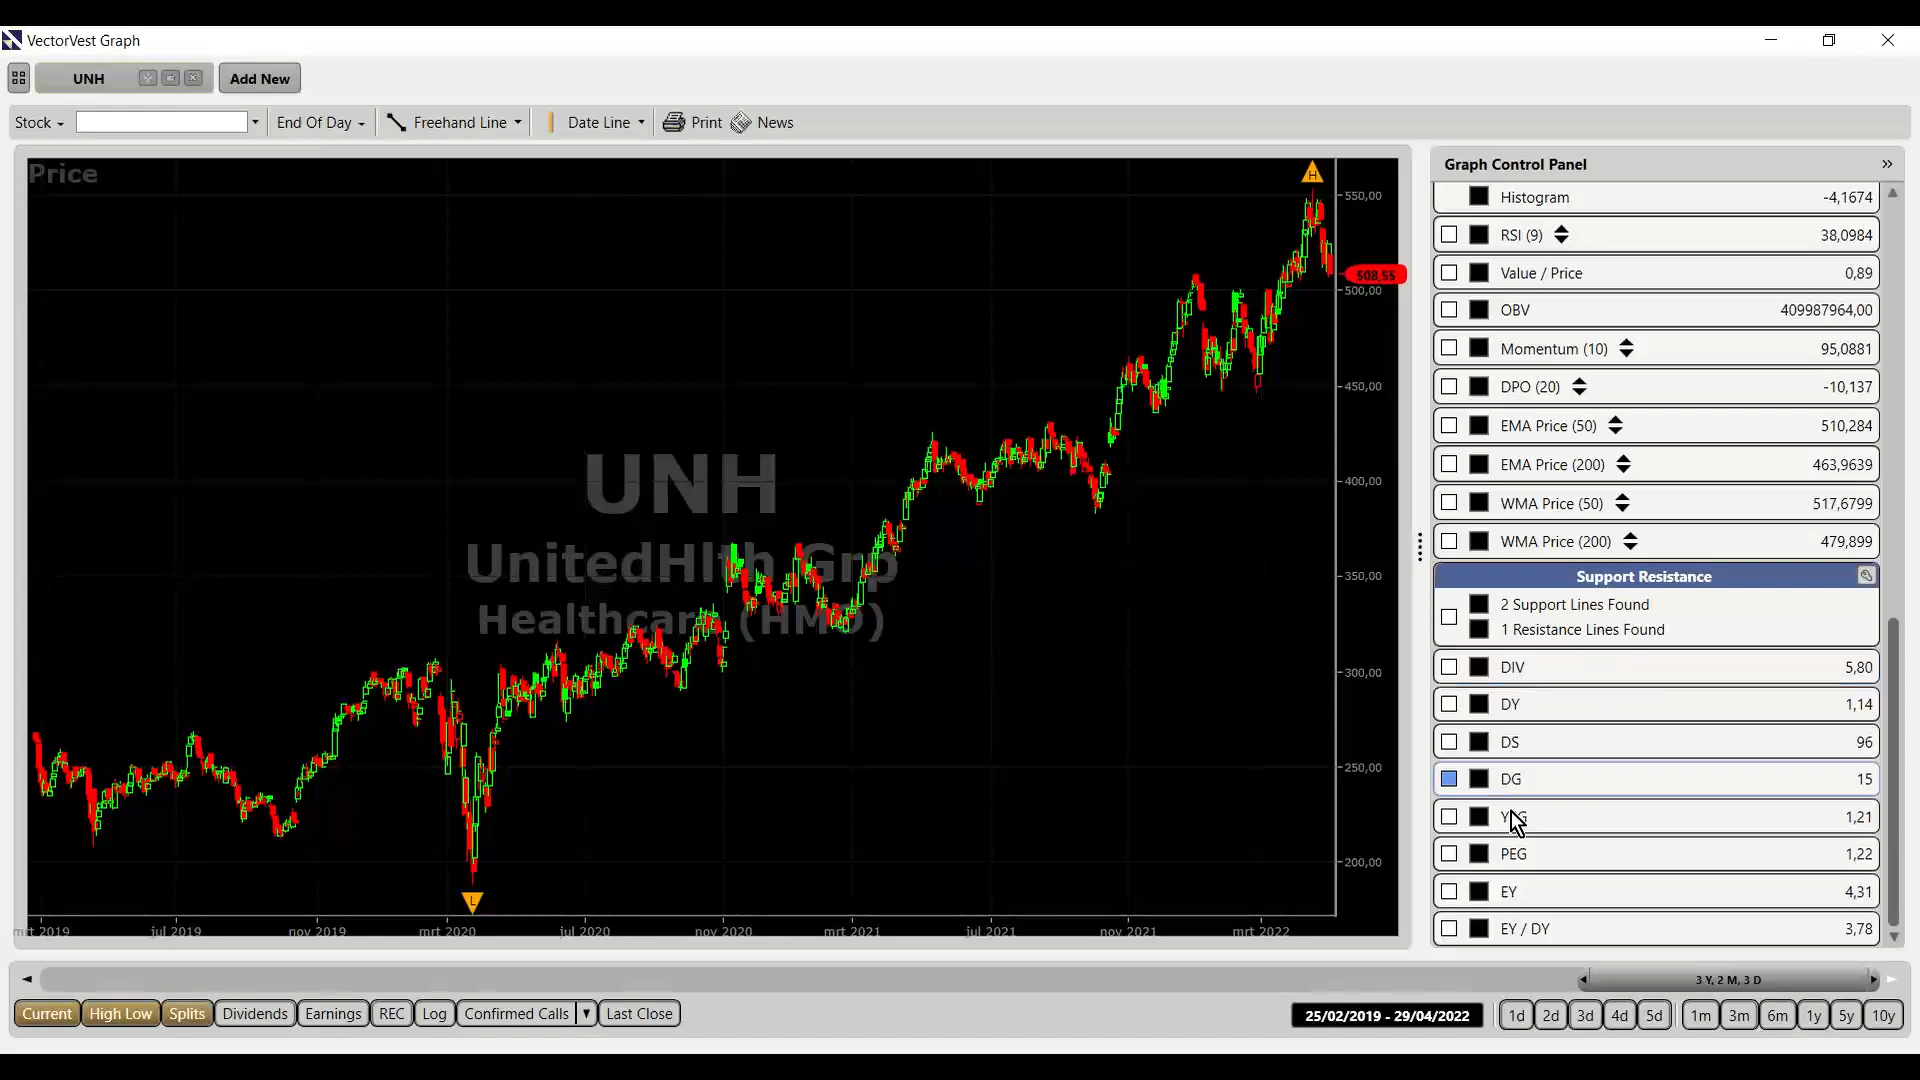 VectorVest Graph
UNH
Add New
Stock
End Of Day
Freehand Line
Date Line
Print
News
Price
H
550,00
508,55
500,00
450,00
400,00
350,00
300,00
250,00
200,00
UNH
UnitedHlth Grp
Healthcare (HMO)
L
mrt 2019
jul 2019
nov 2019
mrt 2020
jul 2020
nov 2020
mrt 2021
jul 2021
nov 2021
mrt 2022
Graph Control Panel
Histogram -4,1674
RSI (9) 38,0984
Value / Price 0,89
OBV 409987964,00
Momentum (10) 95,0881
DPO (20) -10,137
EMA Price (50) 510,284
EMA Price (200) 463,9639
WMA Price (50) 517,6799
WMA Price (200) 479,899
Support Resistance
2 Support Lines Found
1 Resistance Lines Found
DIV 5,80
DY 1,14
DS 96
DG 15
1,21
PEG 1,22
EY 4,31
EY / DY 3,78
3 Y, 2 M, 3 D
Current
High Low
Splits
Dividends
Earnings
REC
Log
Confirmed Calls
Last Close
25/02/2019 - 29/04/2022
1d
2d
3d
4d
5d
1m
3m
6m
1y
5y
10y